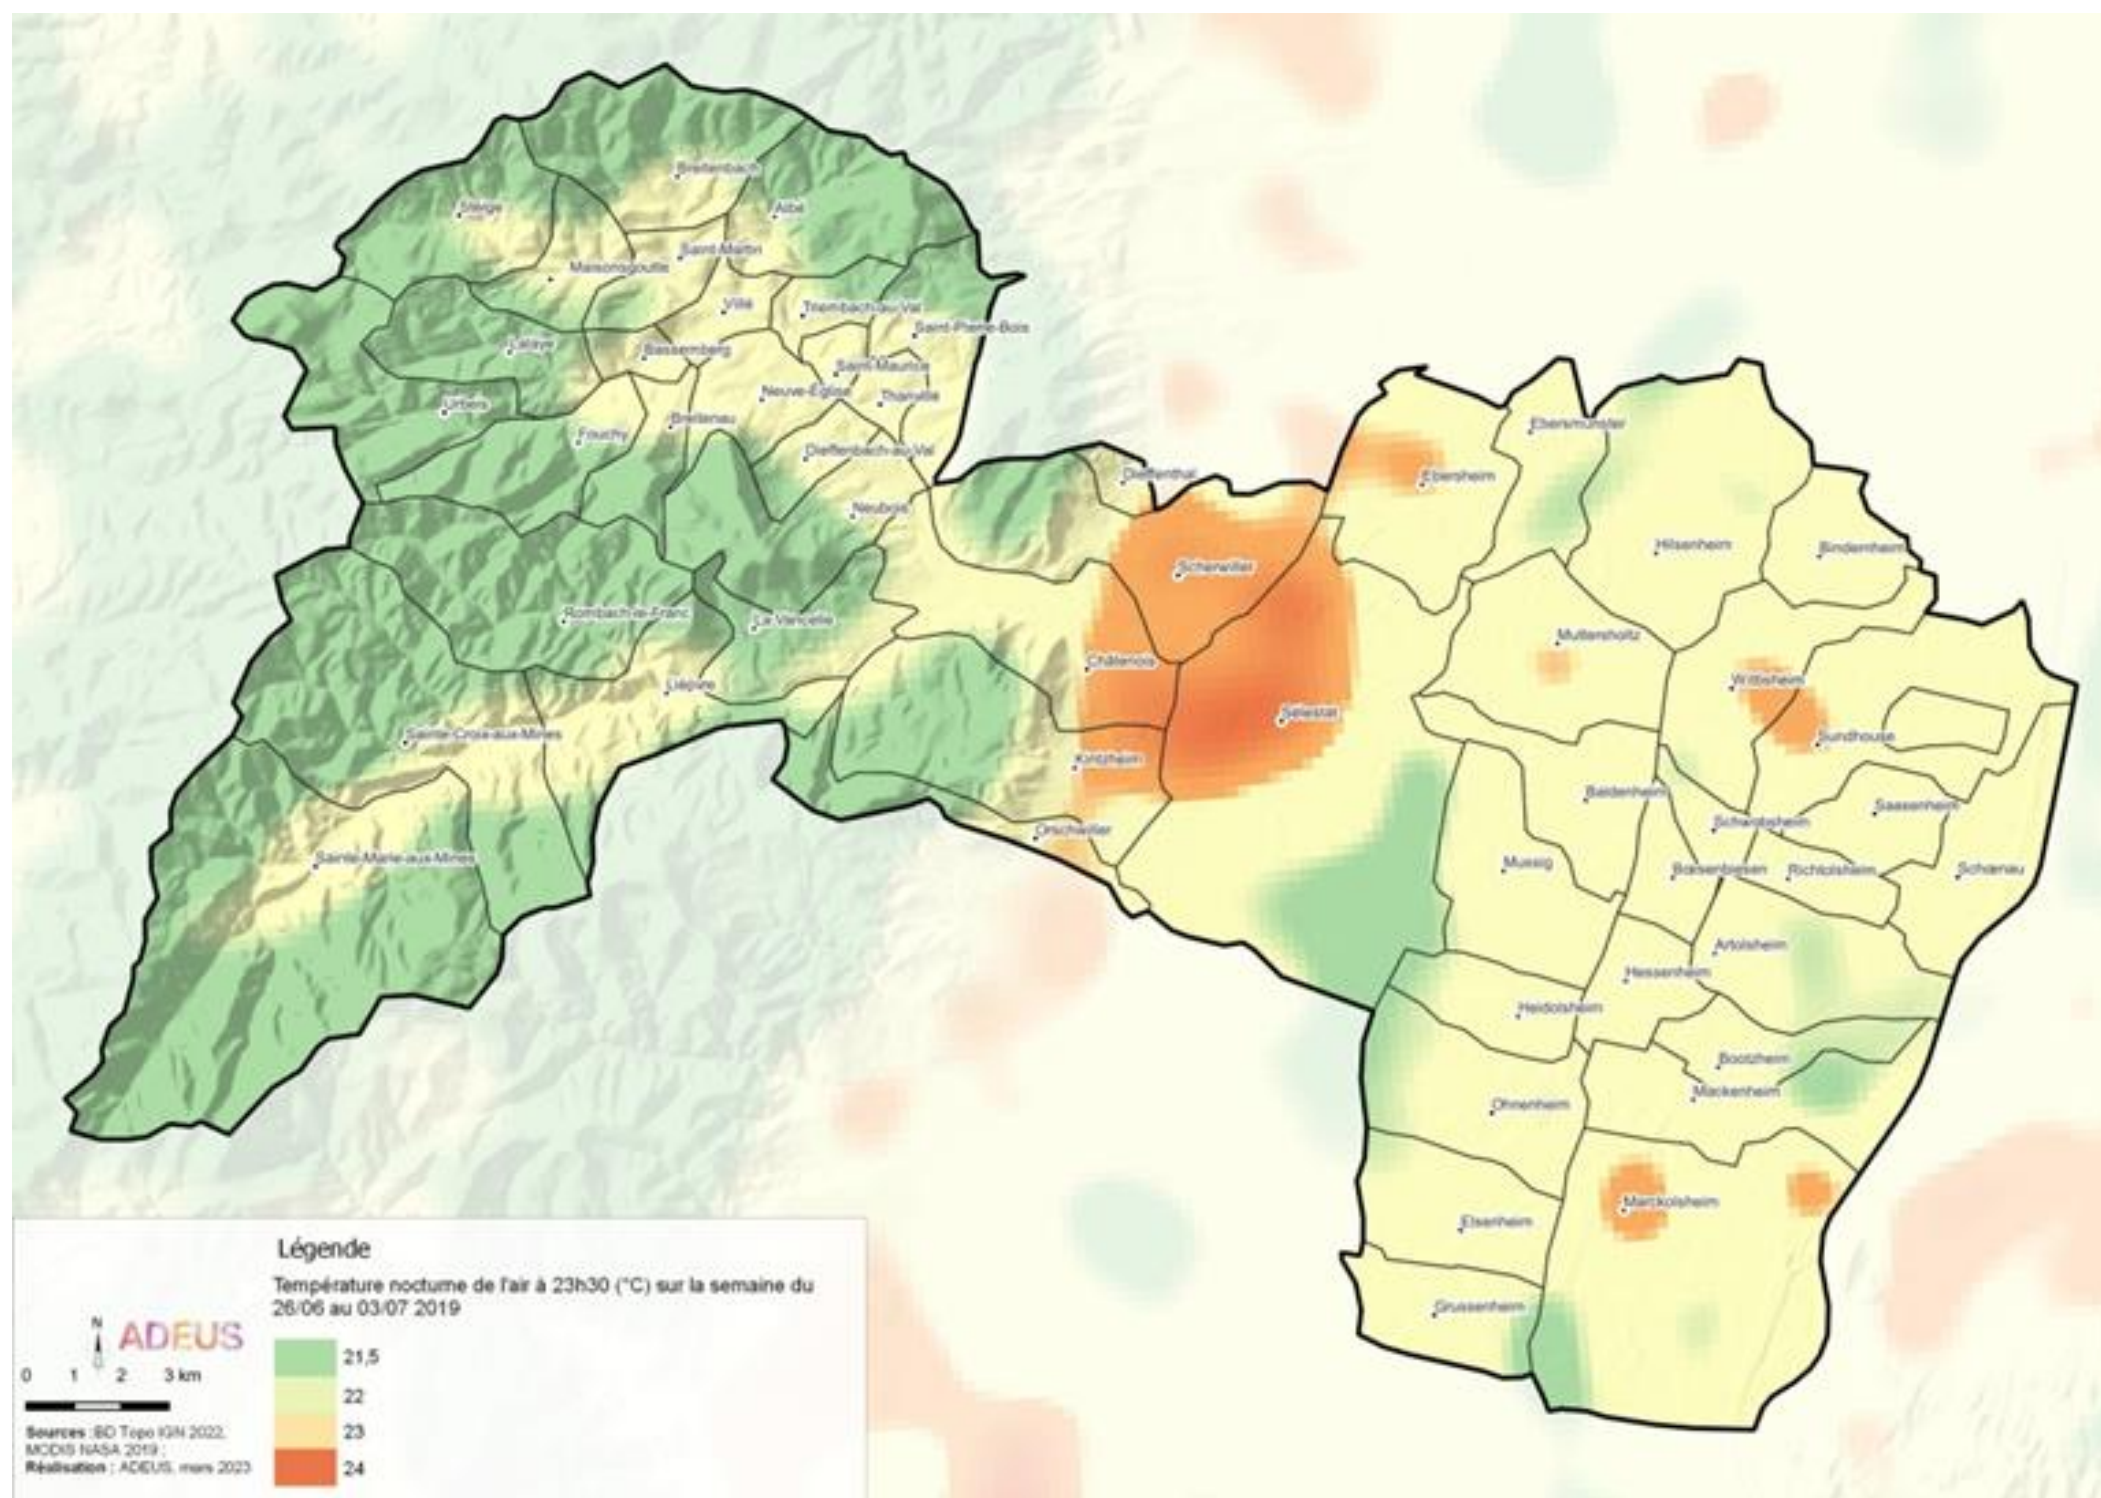 Breitenbach
Steige
Albé
Saint-Martin
Maisonsgoutte
Villé
Triembach-au-Val
Saint-Pierre-Bois
Lalaye
Bassemberg
Saint-Maurice
Neuve-Eglise
Thanvillé
Urbeis
Breitenau
Fouchy
Dieffenbach-au-Val
Neubois
Dieffenthal
Ebersheim
Ebersmunster
Hilsenheim
Bindernheim
Scherwiller
Rombach-le-Franc
La Vancelle
Muttersholtz
Châtenois
Lièpvre
Wittisheim
Sélestat
Sundhouse
Sainte-Croix-aux-Mines
Kintzheim
Baldenheim
Saasenheim
Schwobsheim
Orschwiller
Sainte-Marie-aux-Mines
Mussig
Bœsenbiesen
Richtolsheim
Schœnau
Artolsheim
Hessenheim
Heidolsheim
Bootzheim
Mackenheim
Ohnenheim
Marckolsheim
Elsenheim
Grussenheim
Légende
Température nocturne de l'air à 23h30 (°C) sur la semaine du
26/06 au 03/07 2019
N
ADEUS
21,5
22
23
24
0 1 2 3 km
Sources : BD Topo IGN 2022,
MODIS NASA 2019 ;
Réalisation : ADEUS, mars 2023